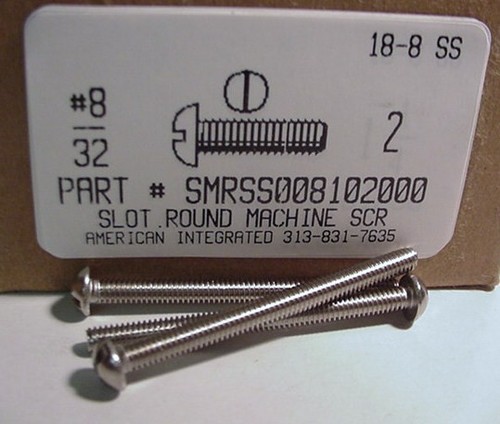 18-8 SS
#8
32
2
PART # SMRSS008102000
SLOT.ROUND MACHINE SCR
AMERICAN INTEGRATED 313-831-7635